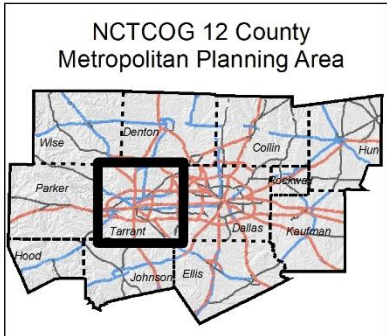 NCTCOG 12 County
Metropolitan Planning Area
Wise
Denton
Collin
Hun
Parker
Rockwall
Tarrant
Dallas
Kaufman
Hood
Johnson
Ellis